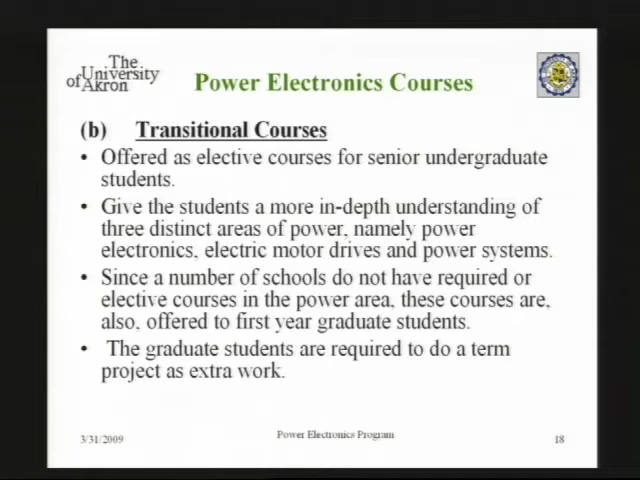 The
University
of Akron
Power Electronics Courses
(b) Transitional Courses
• Offered as elective courses for senior undergraduate
students.
• Give the students a more in-depth understanding of
three distinct areas of power, namely power
electronics, electric motor drives and power systems.
• Since a number of schools do not have required or
elective courses in the power area, these courses are,
also, offered to first year graduate students.
• The graduate students are required to do a term
project as extra work.
3/31/2009
Power Electronics Program
18